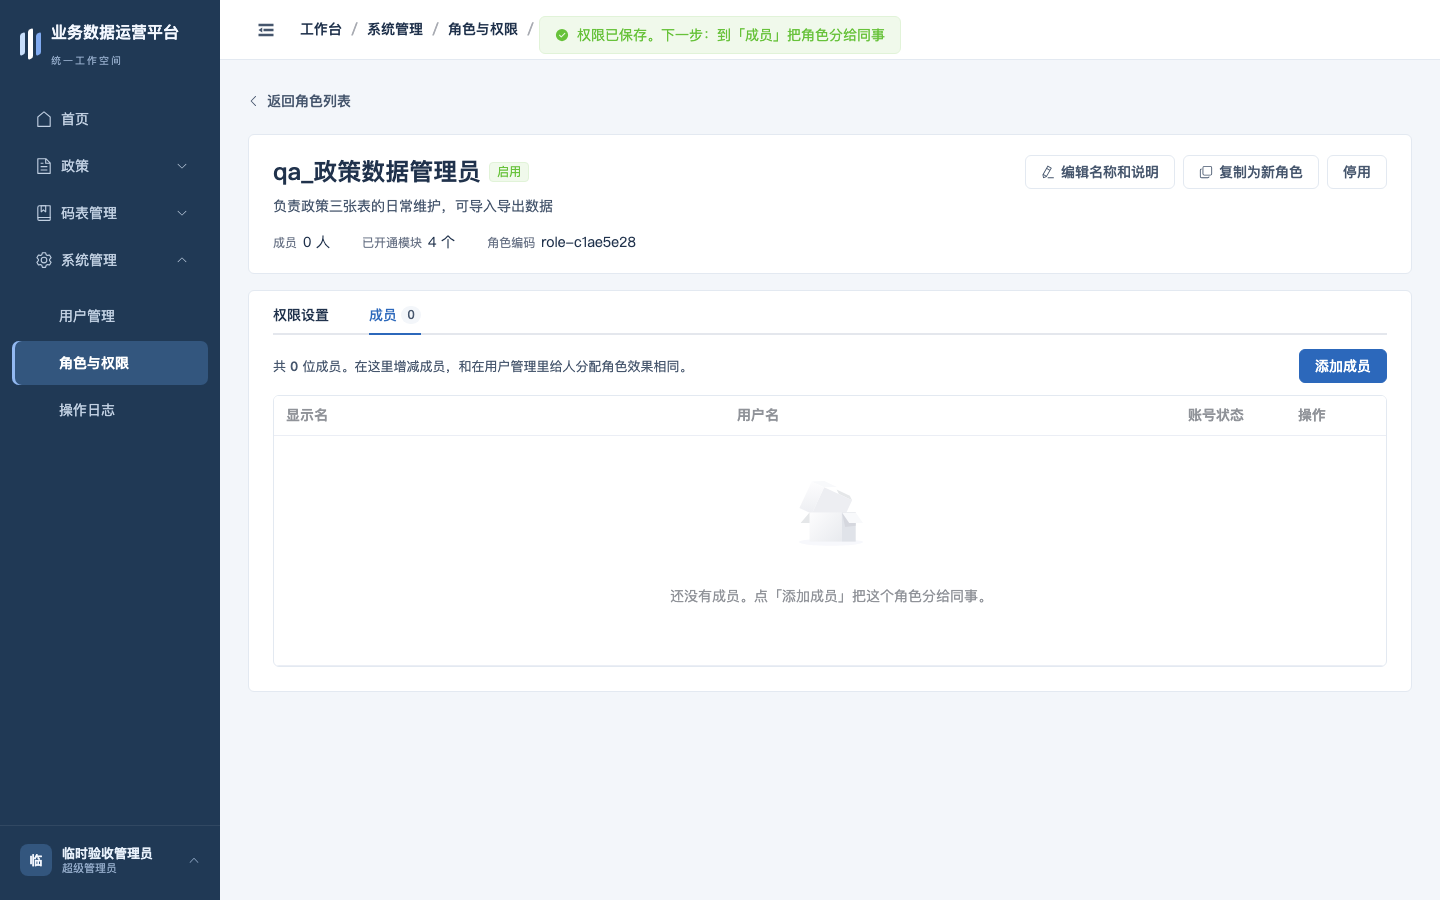 业务数据运营平台
统一工作空间
首页
政策
码表管理
系统管理
用户管理
角色与权限
操作日志
临
临时验收管理员
超级管理员
工作台 / 系统管理 / 角色与权限 /
权限已保存。下一步：到「成员」把角色分给同事
返回角色列表
qa_政策数据管理员 启用
编辑名称和说明 复制为新角色 停用
负责政策三张表的日常维护，可导入导出数据
成员 0 人 已开通模块 4 个 角色编码 role-c1ae5e28
权限设置 成员 0
共 0 位成员。在这里增减成员，和在用户管理里给人分配角色效果相同。
添加成员
显示名 用户名 账号状态 操作
还没有成员。点「添加成员」把这个角色分给同事。